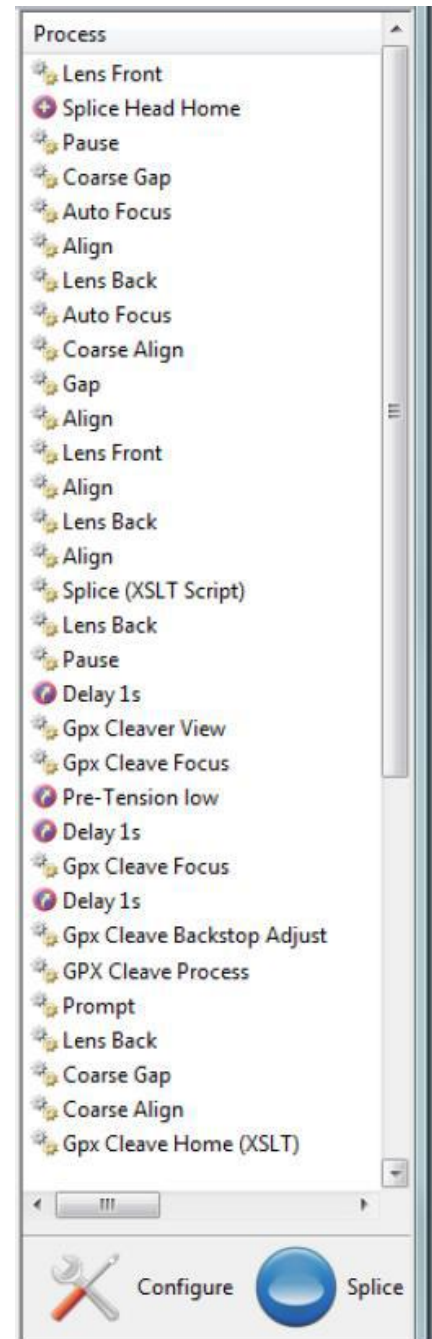 Process
Lens Front
Splice Head Home
Pause
Coarse Gap
Auto Focus
Align
Lens Back
Auto Focus
Coarse Align
Gap
Align
Lens Front
Align
Lens Back
Align
Splice (XSLT Script)
Lens Back
Pause
Delay 1s
Gpx Cleaver View
Gpx Cleave Focus
Pre-Tension low
Delay 1s
Gpx Cleave Focus
Delay 1s
Gpx Cleave Backstop Adjust
GPX Cleave Process
Prompt
Lens Back
Coarse Gap
Coarse Align
Gpx Cleave Home (XSLT)
Configure Splice